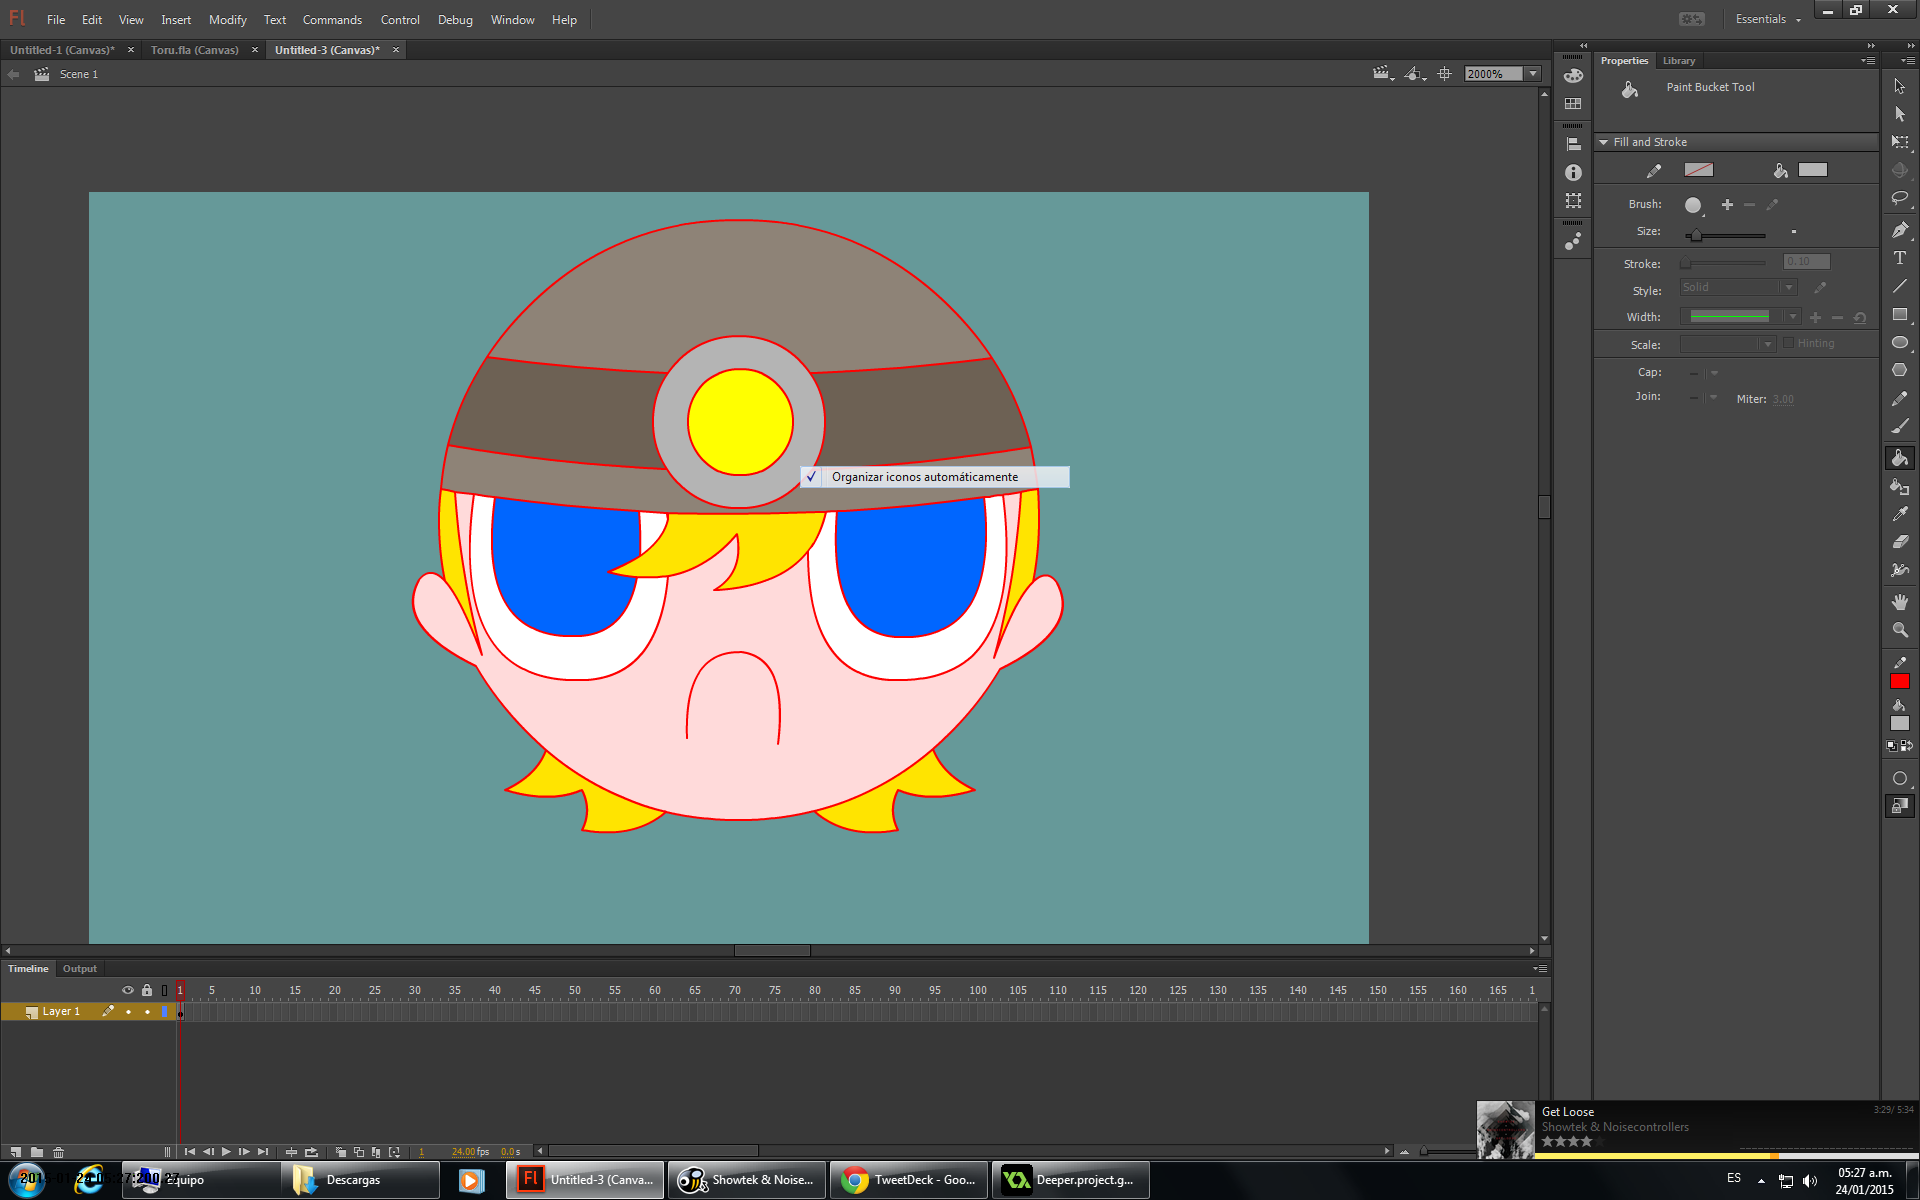 Fl File Edit View Insert Modify Text Commands Control Debug Window Help Essentials
Untitled-1 (Canvas)* × Toru.fla (Canvas) × Untitled-3 (Canvas)* ×
Scene 1 2000%
Properties Library
Paint Bucket Tool
Fill and Stroke
Brush:
Size:
Stroke: 0,10
Style: Solid
Width:
Scale: Hinting
Cap:
Join: Miter: 3,00
Organizar iconos automáticamente
Timeline Output
1 5 10 15 20 25 30 35 40 45 50 55 60 65 70 75 80 85 90 95 100 105 110 115 120 125 130 135 140 145 150 155 160 165 1
Layer 1
1 24.00 fps 0.0 s
Get Loose 3:29/ 5:34
Showtek & Noisecontrollers
Equipo Descargas Fl Untitled-3 (Canva... Showtek & Noise... TweetDeck - Goo... Deeper.project.g... ES 05:27 a.m.
24/01/2015